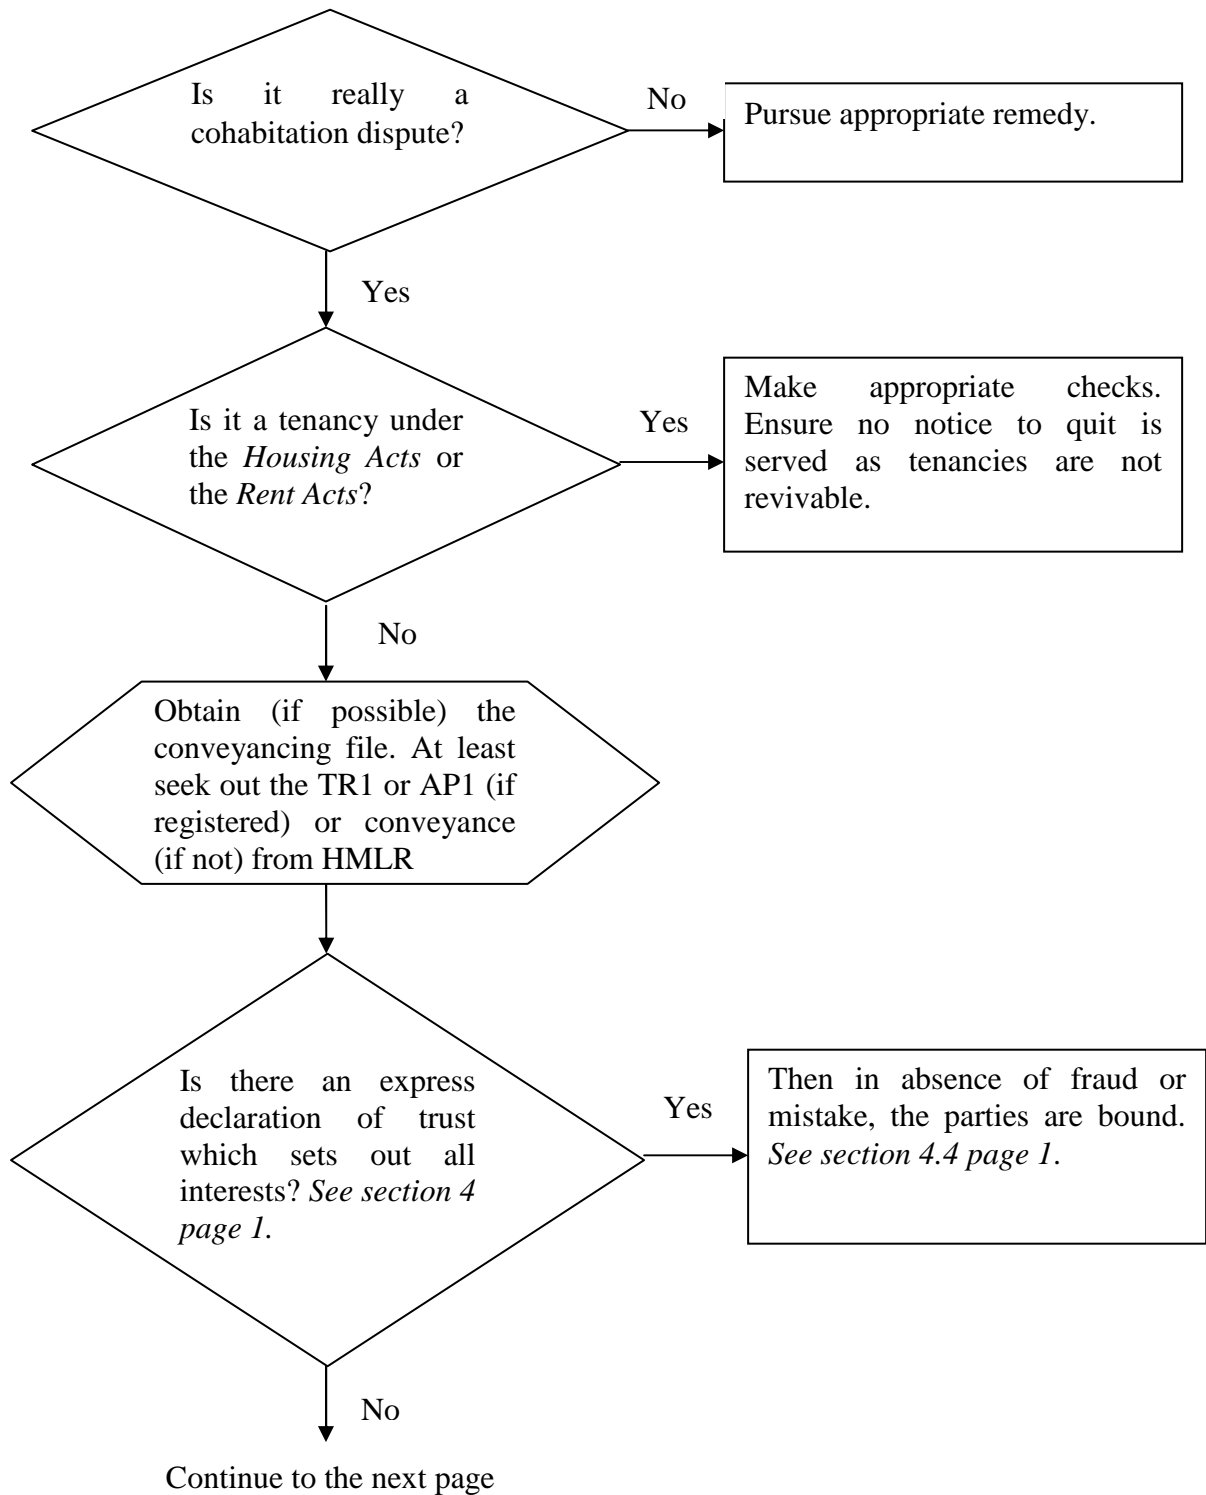 Is it really a
cohabitation dispute?
No
Pursue appropriate remedy.
Yes
Is it a tenancy under
the Housing Acts or
the Rent Acts?
Yes
Make appropriate checks.
Ensure no notice to quit is
served as tenancies are not
revivable.
No
Obtain (if possible) the
conveyancing file. At least
seek out the TR1 or AP1 (if
registered) or conveyance
(if not) from HMLR
Is there an express
declaration of trust
which sets out all
interests? See section 4
page 1.
Yes
Then in absence of fraud or
mistake, the parties are bound.
See section 4.4 page 1.
No
Continue to the next page